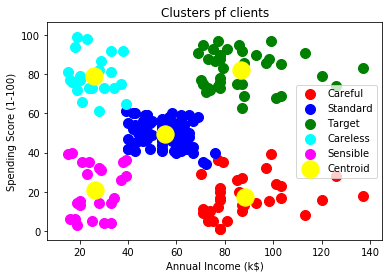 Clusters pf clients
100
80
60
40
20
0
Spending Score (1-100)
Careful
Standard
Target
Careless
Sensible
Centroid
20 40 60 80 100 120 140
Annual Income (k$)